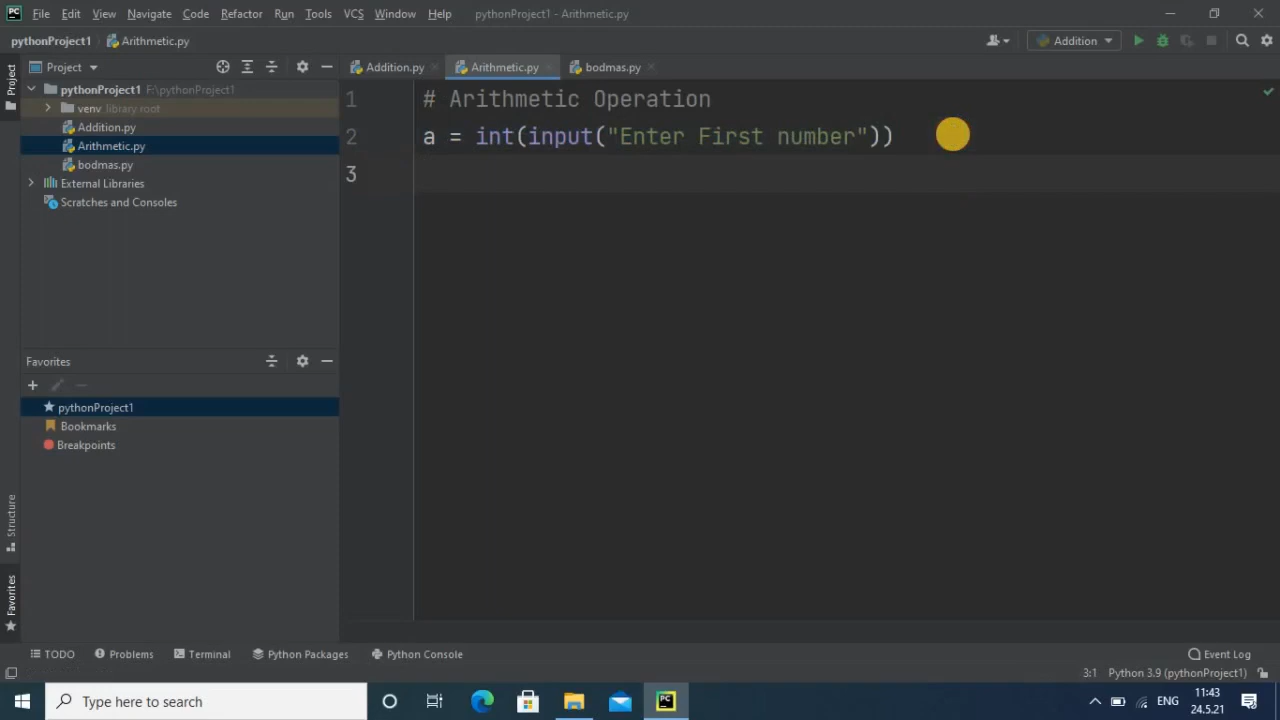 PC File Edit View Navigate Code Refactor Run Tools VCS Window Help pythonProject1 - Arithmetic.py
pythonProject1 Arithmetic.py Addition
Project Project Addition.py Arithmetic.py bodmas.py
pythonProject1 F:\pythonProject1
venv library root
Addition.py
Arithmetic.py
bodmas.py
External Libraries
Scratches and Consoles
1 # Arithmetic Operation
2 a = int(input("Enter First number"))
3
Favorites
pythonProject1
Bookmarks
Breakpoints
Structure
Favorites
TODO Problems Terminal Python Packages Python Console Event Log
3:1 Python 3.9 (pythonProject1)
Type here to search PC ENG 11:43
24.5.21